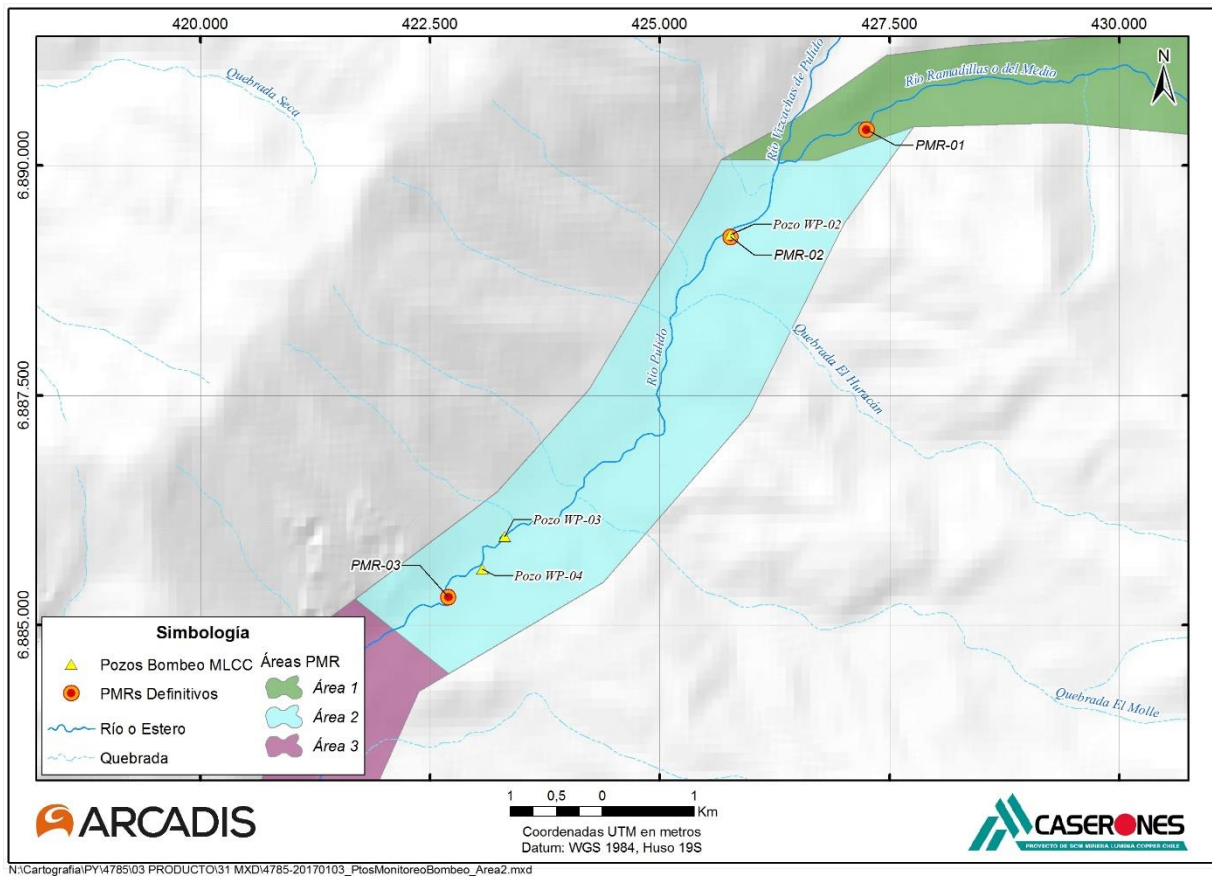 420.000
422.500
425.000
427.500
430.000
6.890.000
6.887.500
6.885.000
N
Quebrada Seca
Río Vizcachas de Pulido
Río Ramadillas o del Medio
PMR-01
Pozo WP-02
PMR-02
Río Pulido
Quebrada El Huracán
Pozo WP-03
PMR-03
Pozo WP-04
Quebrada El Molle
Simbología
Pozos Bombeo MLCC
PMRs Definitivos
Río o Estero
Quebrada
Áreas PMR
Área 1
Área 2
Área 3
ARCADIS
1 0,5 0 1
Km
Coordenadas UTM en metros
Datum: WGS 1984, Huso 19S
CASERONES
PROYECTO DE SCM MINERA LUMINA COPPER CHILE
N:\Cartografia\PY\4785\03 PRODUCTO\31 MXD\4785-20170103_PtosMonitoreoBombeo_Area2.mxd